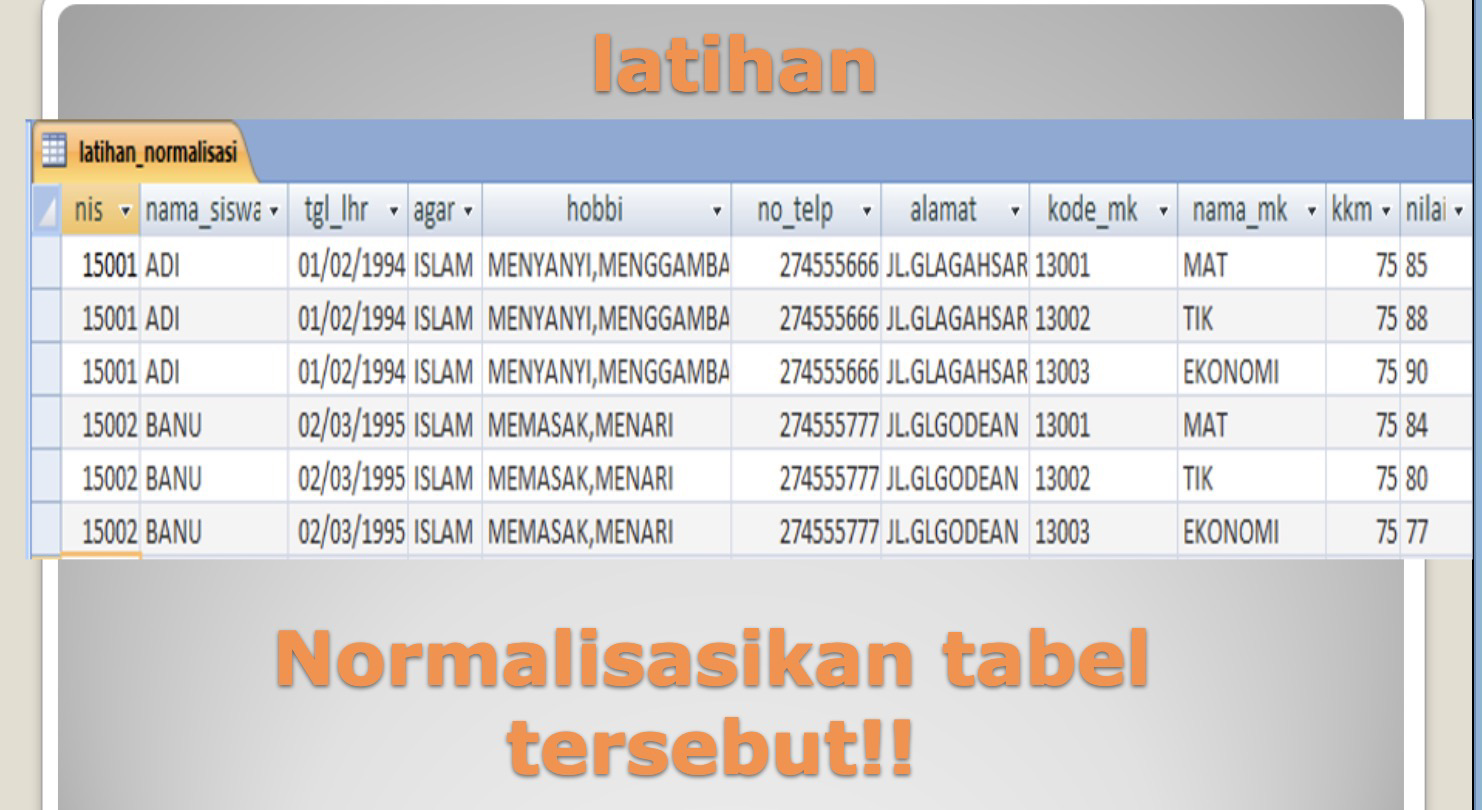 latihan
latihan_normalisasi
nis nama_siswa tgl_lhr agar hobbi no_telp alamat kode_mk nama_mk kkm nilai
15001 ADI 01/02/1994 ISLAM MENYANYI,MENGGAMBA 274555666 JL.GLAGAHSAR 13001 MAT 75 85
15001 ADI 01/02/1994 ISLAM MENYANYI,MENGGAMBA 274555666 JL.GLAGAHSAR 13002 TIK 75 88
15001 ADI 01/02/1994 ISLAM MENYANYI,MENGGAMBA 274555666 JL.GLAGAHSAR 13003 EKONOMI 75 90
15002 BANU 02/03/1995 ISLAM MEMASAK,MENARI 274555777 JL.GLGODEAN 13001 MAT 75 84
15002 BANU 02/03/1995 ISLAM MEMASAK,MENARI 274555777 JL.GLGODEAN 13002 TIK 75 80
15002 BANU 02/03/1995 ISLAM MEMASAK,MENARI 274555777 JL.GLGODEAN 13003 EKONOMI 75 77
Normalisasikan tabel
tersebut!!